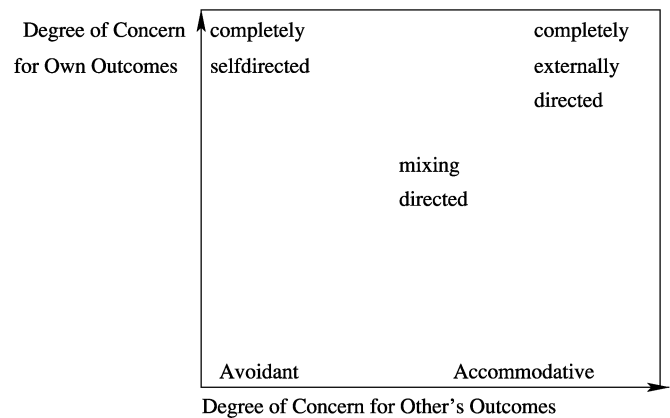 Degree of Concern
for Own Outcomes
completely
selfdirected
completely
externally
directed
mixing
directed
Avoidant
Accommodative
Degree of Concern for Other's Outcomes